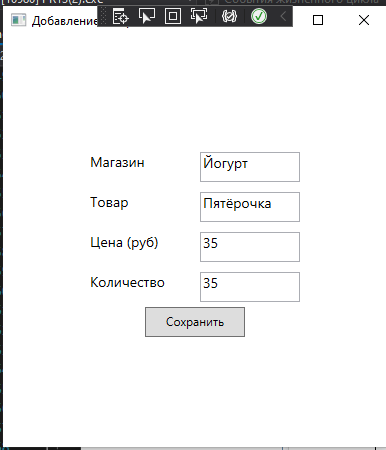 Добавление
Магазин Йогурт
Товар Пятёрочка
Цена (руб) 35
Количество 35
Сохранить